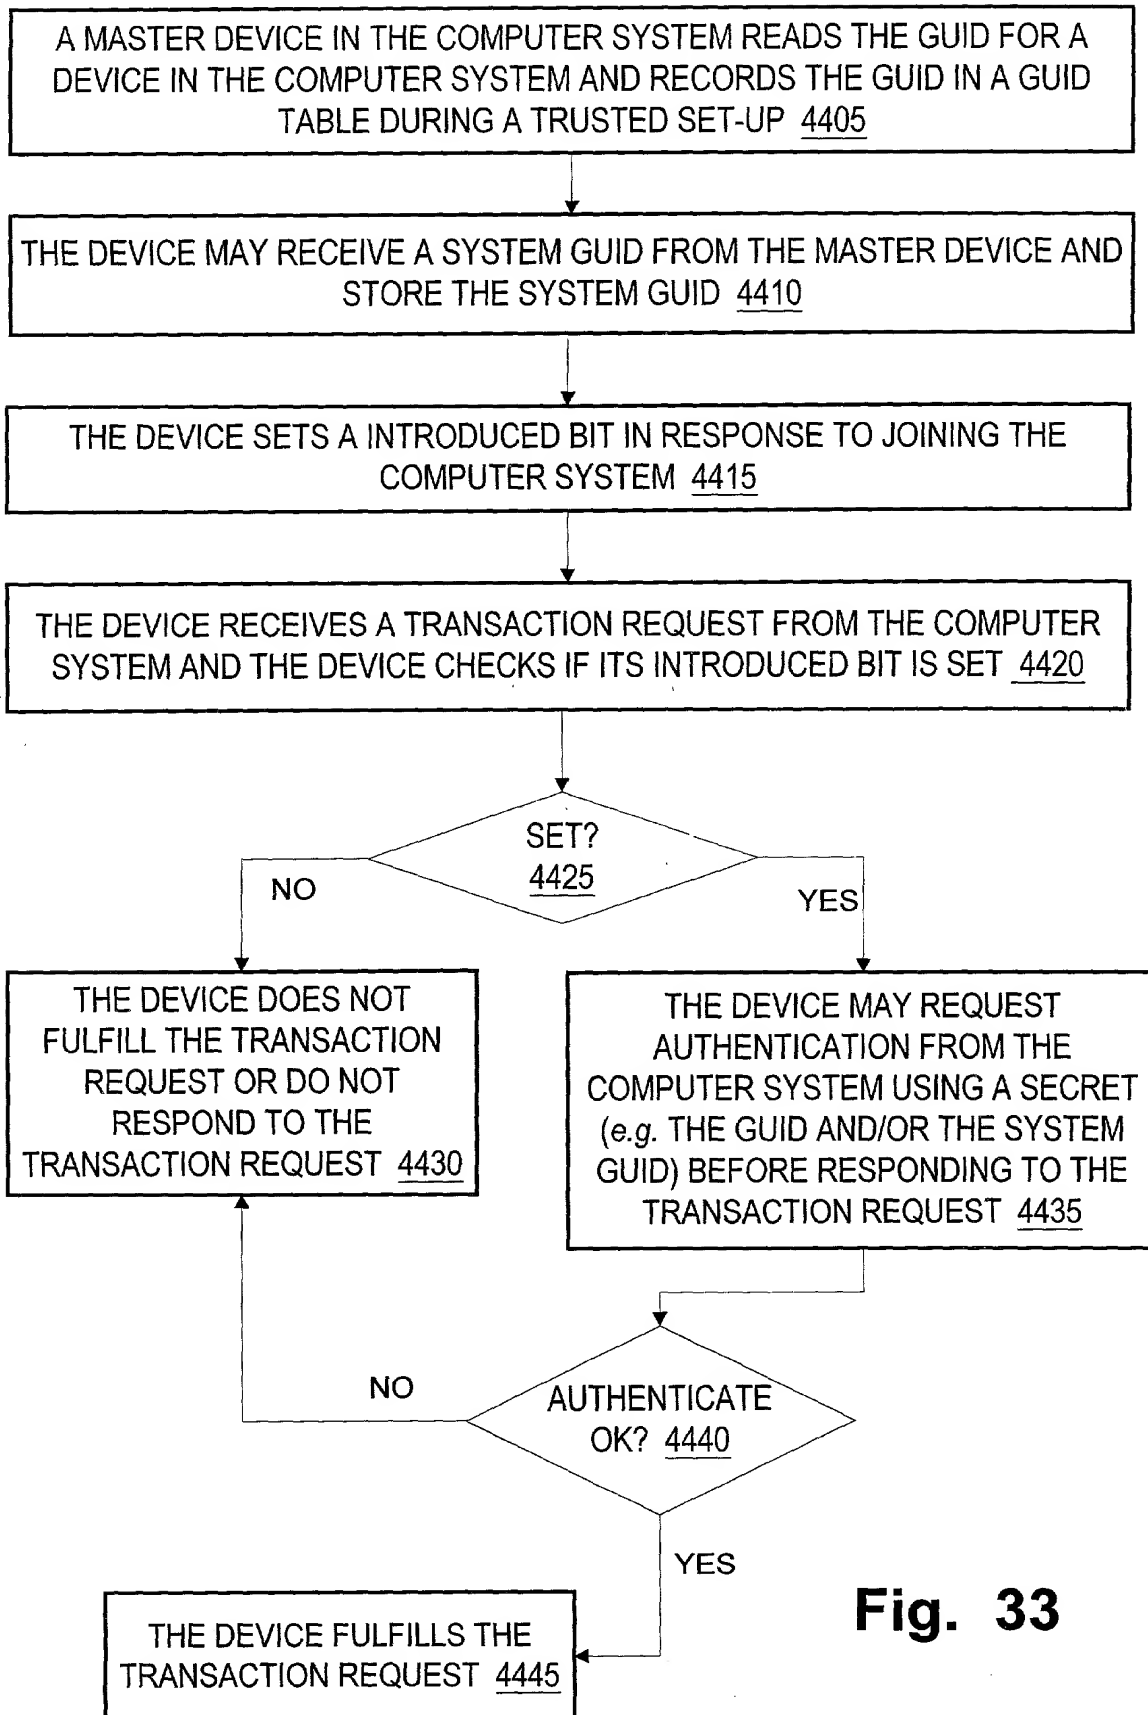 A MASTER DEVICE IN THE COMPUTER SYSTEM READS THE GUID FOR A
DEVICE IN THE COMPUTER SYSTEM AND RECORDS THE GUID IN A GUID
TABLE DURING A TRUSTED SET-UP 4405
THE DEVICE MAY RECEIVE A SYSTEM GUID FROM THE MASTER DEVICE AND
STORE THE SYSTEM GUID 4410
THE DEVICE SETS A INTRODUCED BIT IN RESPONSE TO JOINING THE
COMPUTER SYSTEM 4415
THE DEVICE RECEIVES A TRANSACTION REQUEST FROM THE COMPUTER
SYSTEM AND THE DEVICE CHECKS IF ITS INTRODUCED BIT IS SET 4420
SET?
4425
NO
YES
THE DEVICE DOES NOT
FULFILL THE TRANSACTION
REQUEST OR DO NOT
RESPOND TO THE
TRANSACTION REQUEST 4430
THE DEVICE MAY REQUEST
AUTHENTICATION FROM THE
COMPUTER SYSTEM USING A SECRET
(e.g. THE GUID AND/OR THE SYSTEM
GUID) BEFORE RESPONDING TO THE
TRANSACTION REQUEST 4435
NO
AUTHENTICATE
OK? 4440
YES
THE DEVICE FULFILLS THE
TRANSACTION REQUEST 4445
Fig. 33